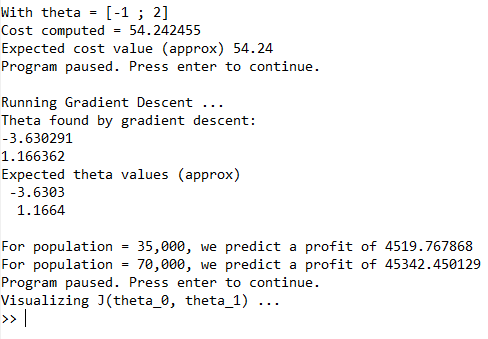 With theta = [-1 ; 2]
Cost computed = 54.242455
Expected cost value (approx) 54.24
Program paused. Press enter to continue.

Running Gradient Descent ...
Theta found by gradient descent:
-3.630291
1.166362
Expected theta values (approx)
 -3.6303
  1.1664

For population = 35,000, we predict a profit of 4519.767868
For population = 70,000, we predict a profit of 45342.450129
Program paused. Press enter to continue.
Visualizing J(theta_0, theta_1) ...
>>